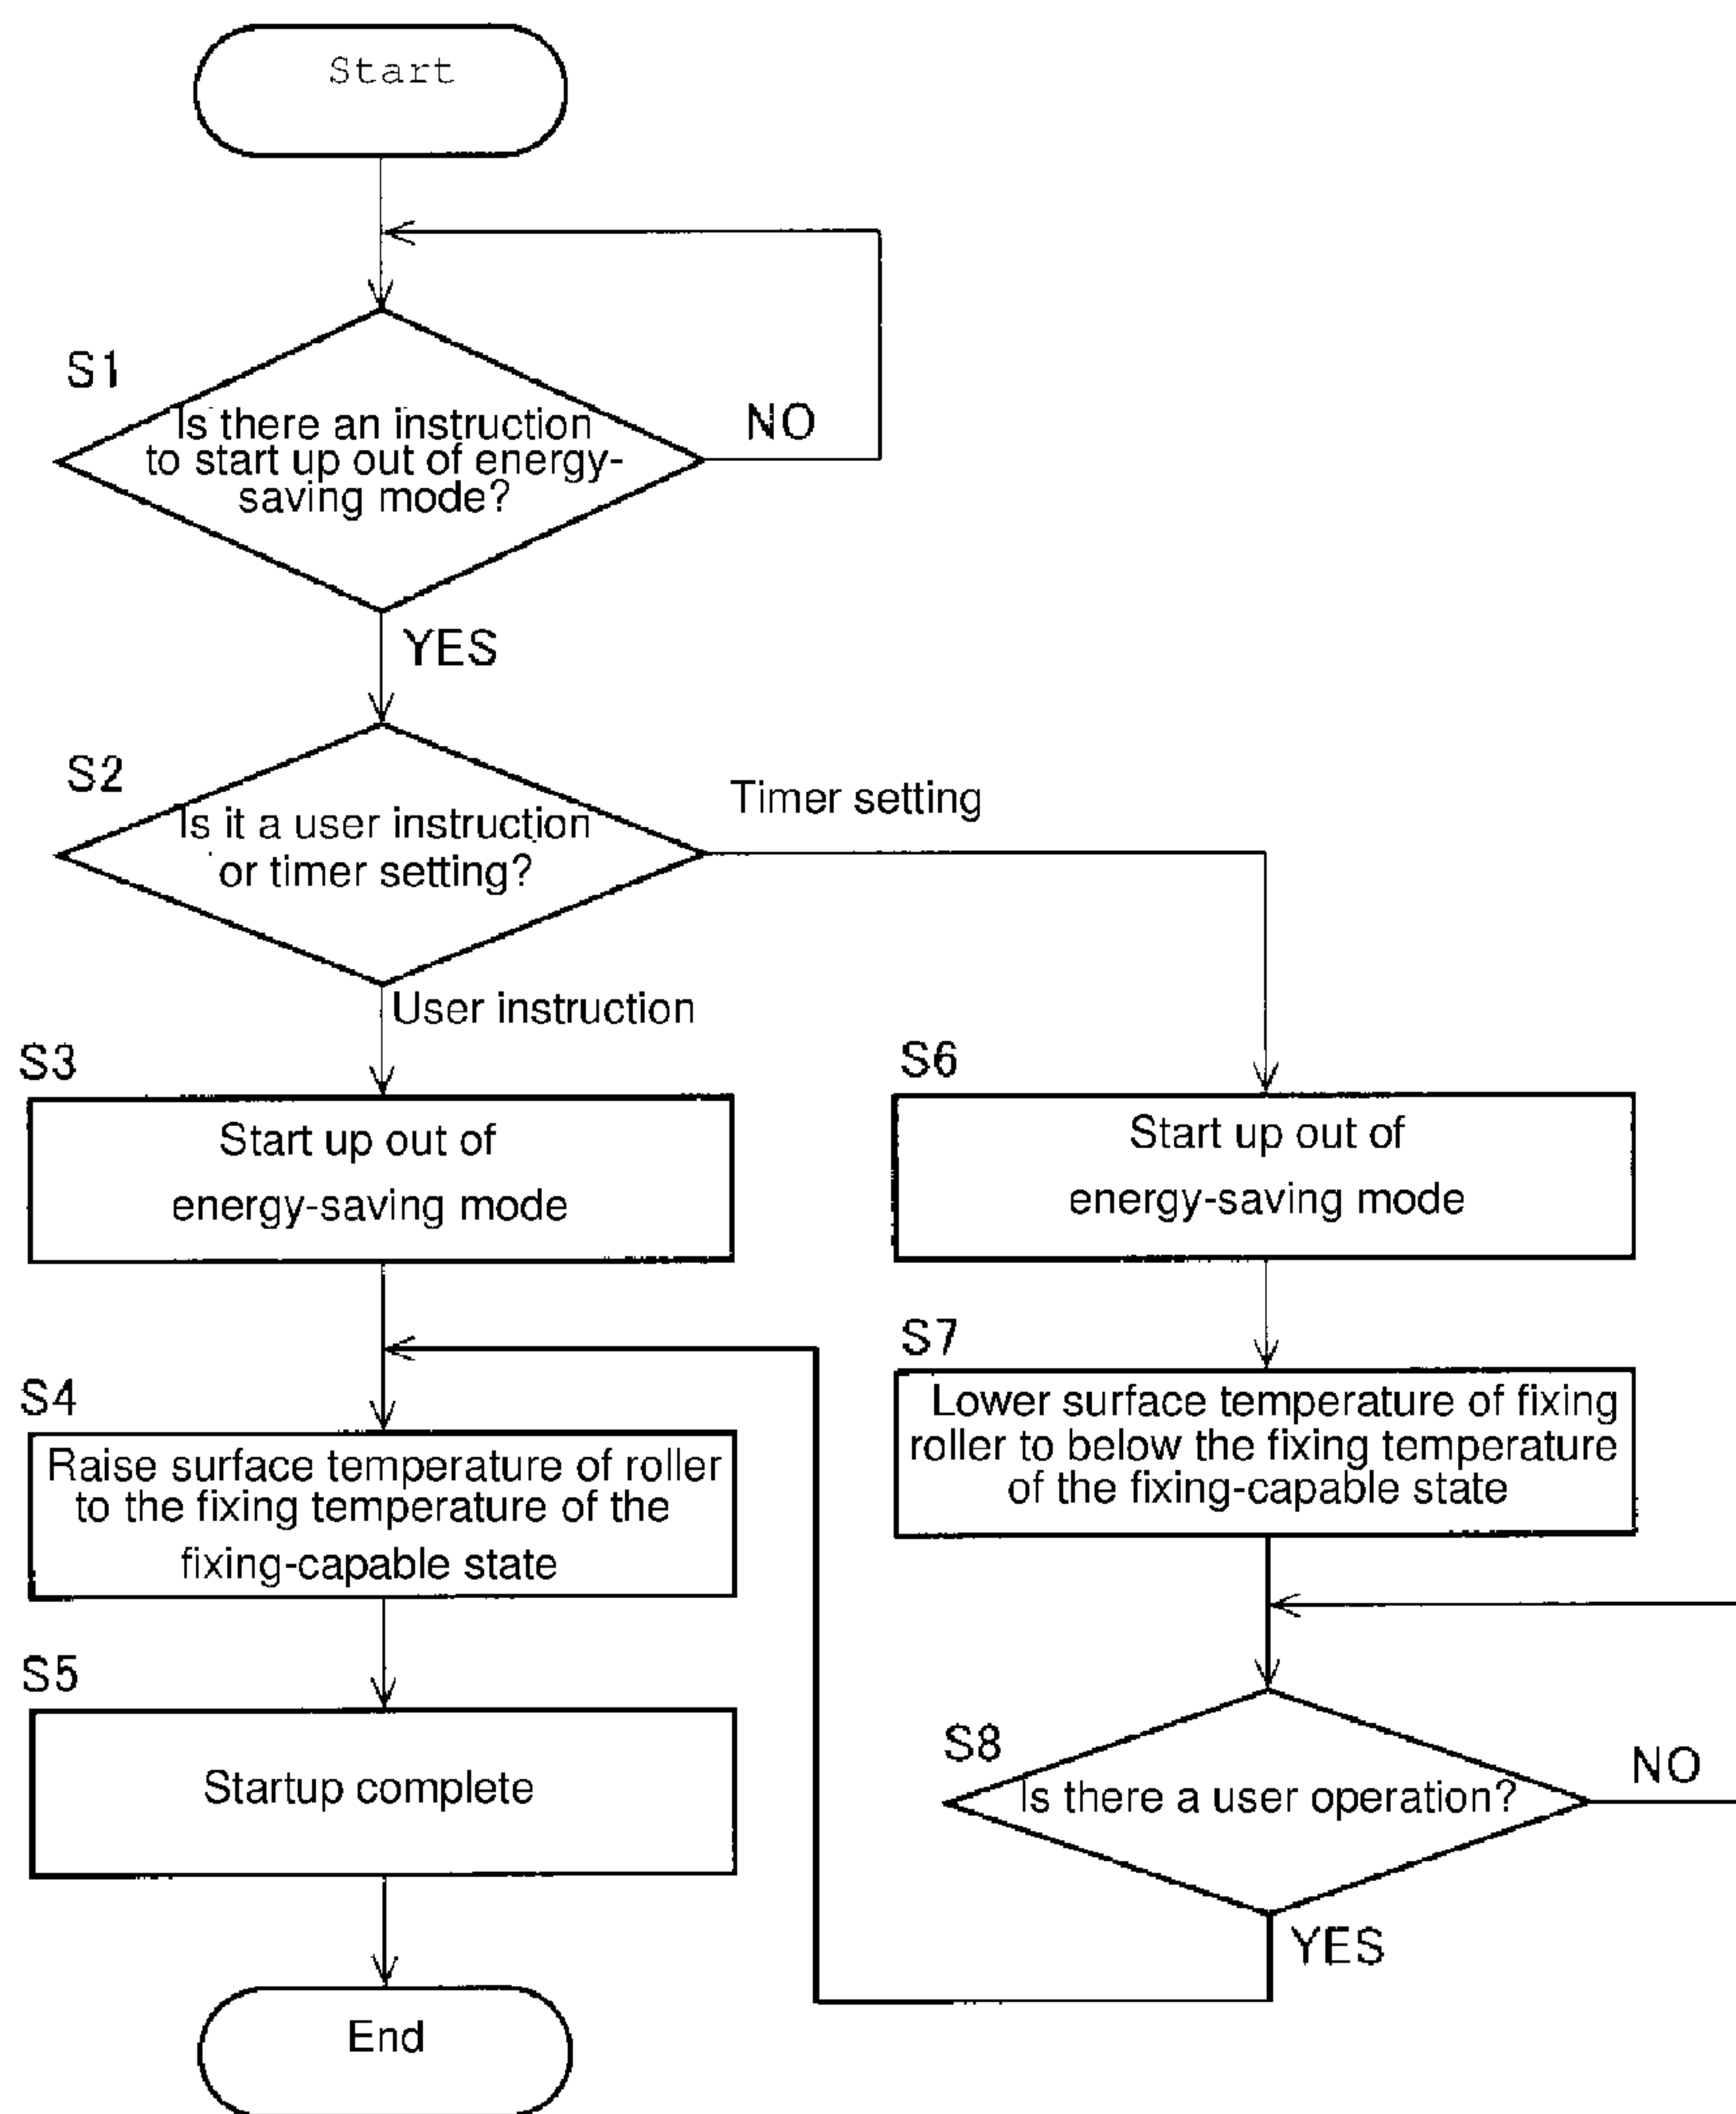 Start
S1
Is there an instruction
to start up out of energy-
saving mode?
NO
YES
S2
Is it a user instruction
or timer setting?
Timer setting
User instruction
S3
Start up out of
energy-saving mode
S4
Raise surface temperature of roller
to the fixing temperature of the
fixing-capable state
S5
Startup complete
End
S6
Start up out of
energy-saving mode
S7
Lower surface temperature of fixing
roller to below the fixing temperature
of the fixing-capable state
S8
Is there a user operation?
NO
YES